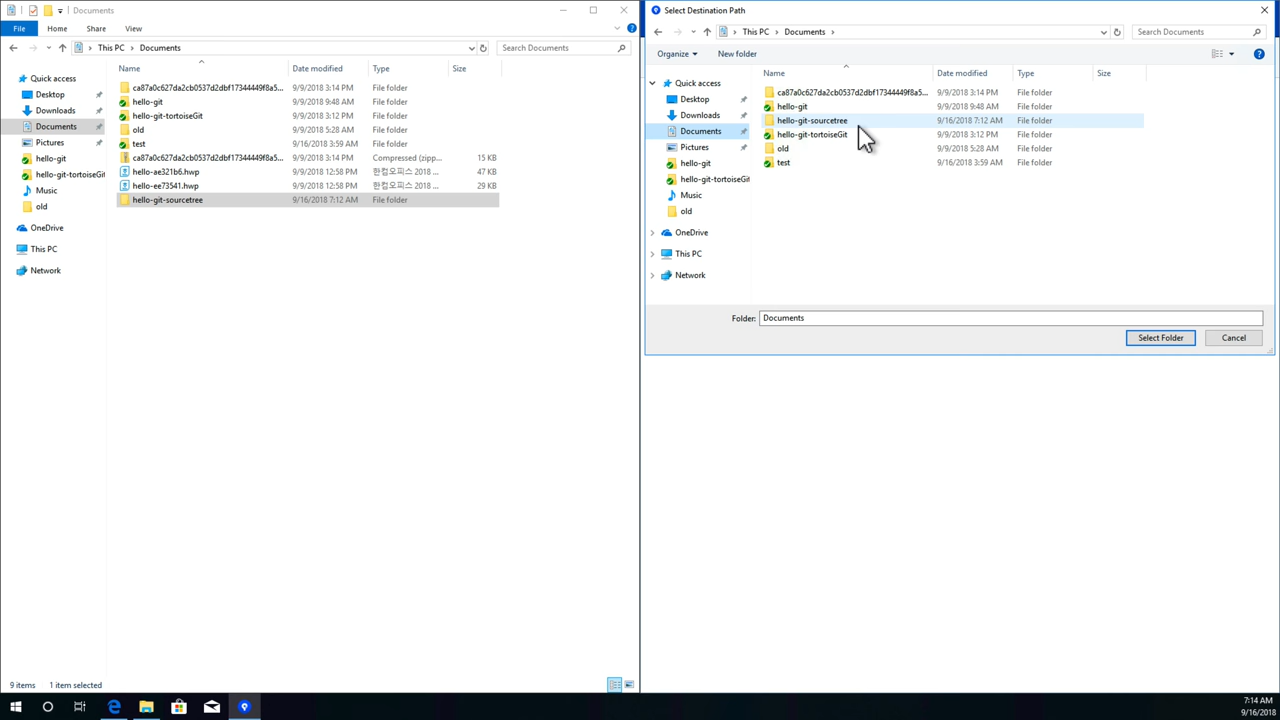 Documents
File Home Share View
This PC Documents
Search Documents
Name Date modified Type Size
Quick access
Desktop
Downloads
Documents
Pictures
hello-git
hello-git-tortoiseGit
Music
old
OneDrive
This PC
Network
ca87a0c627da2cb0537d2dbf17344449f8a5... 9/9/2018 3:14 PM File folder
hello-git 9/9/2018 9:48 AM File folder
hello-git-tortoiseGit 9/9/2018 3:12 PM File folder
old 9/9/2018 5:28 AM File folder
test 9/16/2018 3:59 AM File folder
ca87a0c627da2cb0537d2dbf17344449f8a5... 9/9/2018 3:14 PM Compressed (zipp... 15 KB
hello-ae321b6.hwp 9/9/2018 12:58 PM 한컴오피스 2018 ... 47 KB
hello-ee73541.hwp 9/9/2018 12:58 PM 한컴오피스 2018 ... 29 KB
hello-git-sourcetree 9/16/2018 7:12 AM File folder
9 items 1 item selected
Select Destination Path
This PC Documents
Search Documents
Organize New folder
Name Date modified Type Size
Quick access
Desktop
Downloads
Documents
Pictures
hello-git
hello-git-tortoiseGit
Music
old
OneDrive
This PC
Network
ca87a0c627da2cb0537d2dbf17344449f8a5... 9/9/2018 3:14 PM File folder
hello-git 9/9/2018 9:48 AM File folder
hello-git-sourcetree 9/16/2018 7:12 AM File folder
hello-git-tortoiseGit 9/9/2018 3:12 PM File folder
old 9/9/2018 5:28 AM File folder
test 9/16/2018 3:59 AM File folder
Folder: Documents
Select Folder Cancel
7:14 AM
9/16/2018